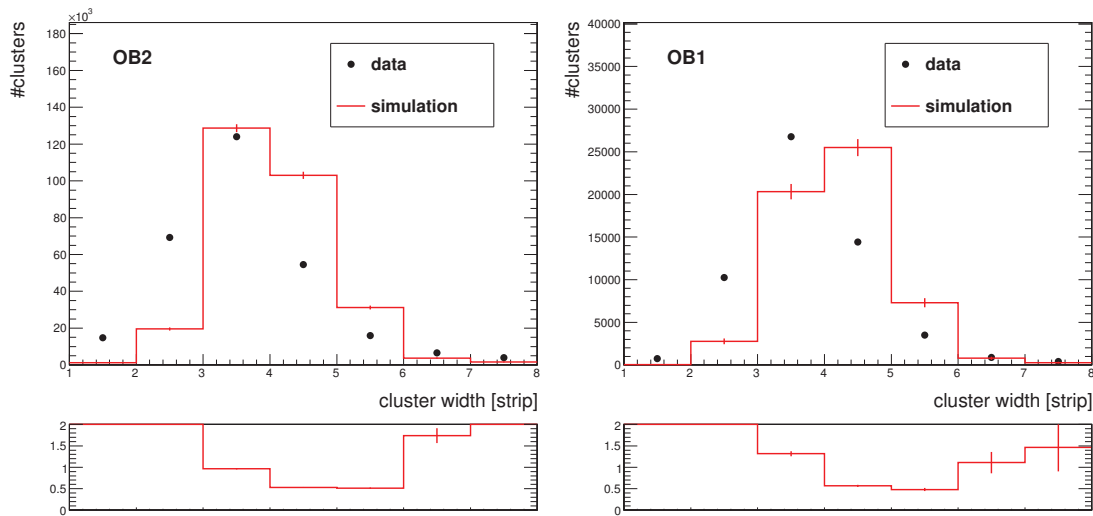 ×10³
#clusters
180
160
140
120
100
80
60
40
20
0
OB2
data
simulation
1 2 3 4 5 6 7 8
cluster width [strip]
2
1.5
1
0.5
0
#clusters
40000
35000
30000
25000
20000
15000
10000
5000
0
OB1
data
simulation
1 2 3 4 5 6 7 8
cluster width [strip]
2
1.5
1
0.5
0